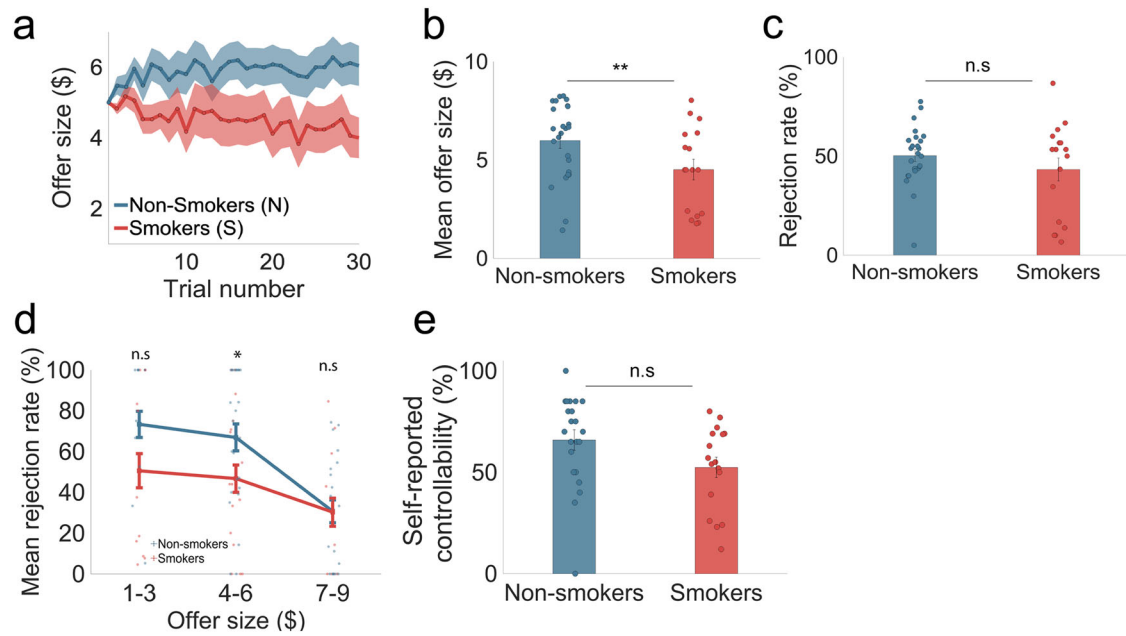 a
Offer size ($)
6
4
2
Non-Smokers (N)
Smokers (S)
10
20
30
Trial number
b
Mean offer size ($)
10
5
0
**
Non-smokers
Smokers
c
Rejection rate (%)
100
50
0
n.s
Non-smokers
Smokers
d
Mean rejection rate (%)
100
80
60
40
20
0
n.s
*
n.s
Non-smokers
Smokers
1-3
4-6
7-9
Offer size ($)
e
Self-reported
controllability (%)
100
50
0
n.s
Non-smokers
Smokers